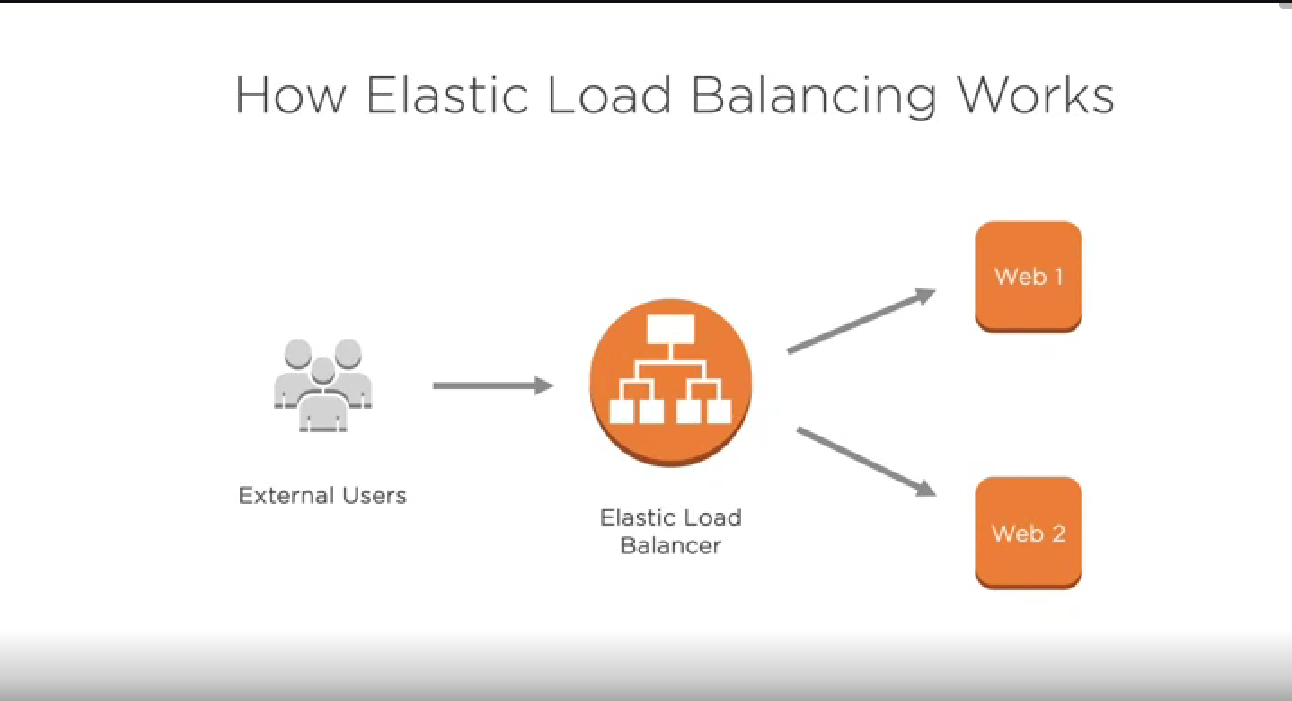 How Elastic Load Balancing Works
Web 1
External Users
Elastic Load
Balancer
Web 2